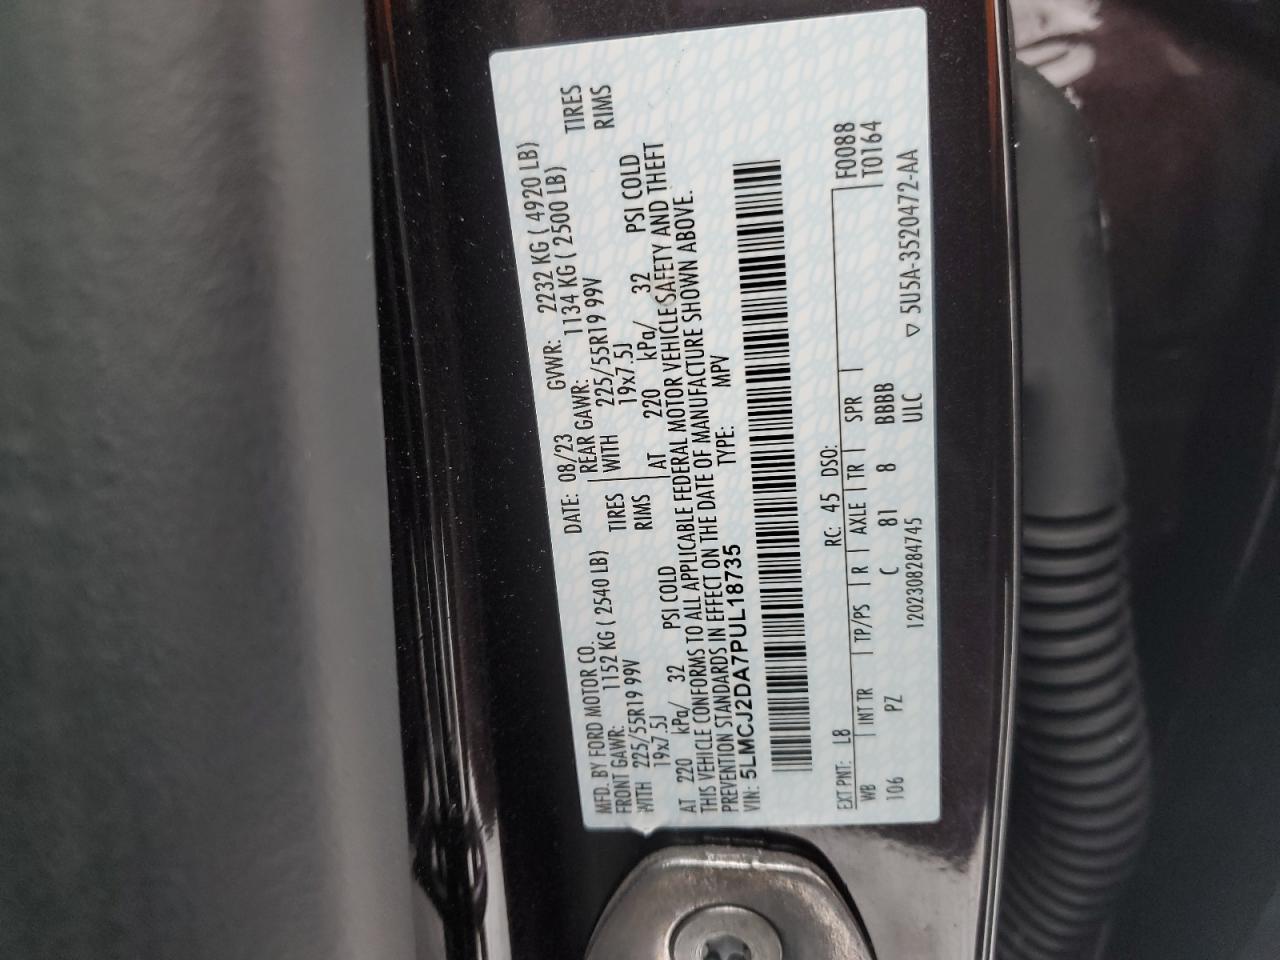 MFD. BY FORD MOTOR CO.
DATE: 08/23 GVWR: 2232 KG ( 4920 LB)
FRONT GAWR: 1152 KG ( 2540 LB) REAR GAWR: 1134 KG ( 2500 LB)
WITH 225/55R19 99V TIRES WITH 225/55R19 99V TIRES
19x7.5J RIMS 19x7.5J RIMS
AT 220 kPa/ 32 PSI COLD AT 220 kPa/ 32 PSI COLD
THIS VEHICLE CONFORMS TO ALL APPLICABLE FEDERAL MOTOR VEHICLE SAFETY AND THEFT
PREVENTION STANDARDS IN EFFECT ON THE DATE OF MANUFACTURE SHOWN ABOVE.
VIN: 5LMCJ2DA7PUL18735 TYPE: MPV
EXT PNT: L8 RC: 45 DSO: F0088
WB INT TR TP/PS R AXLE TR SPR T0164
106 PZ C 81 8 BBBB
1202308284745 ULC ▽ 5U5A-3520472-AA